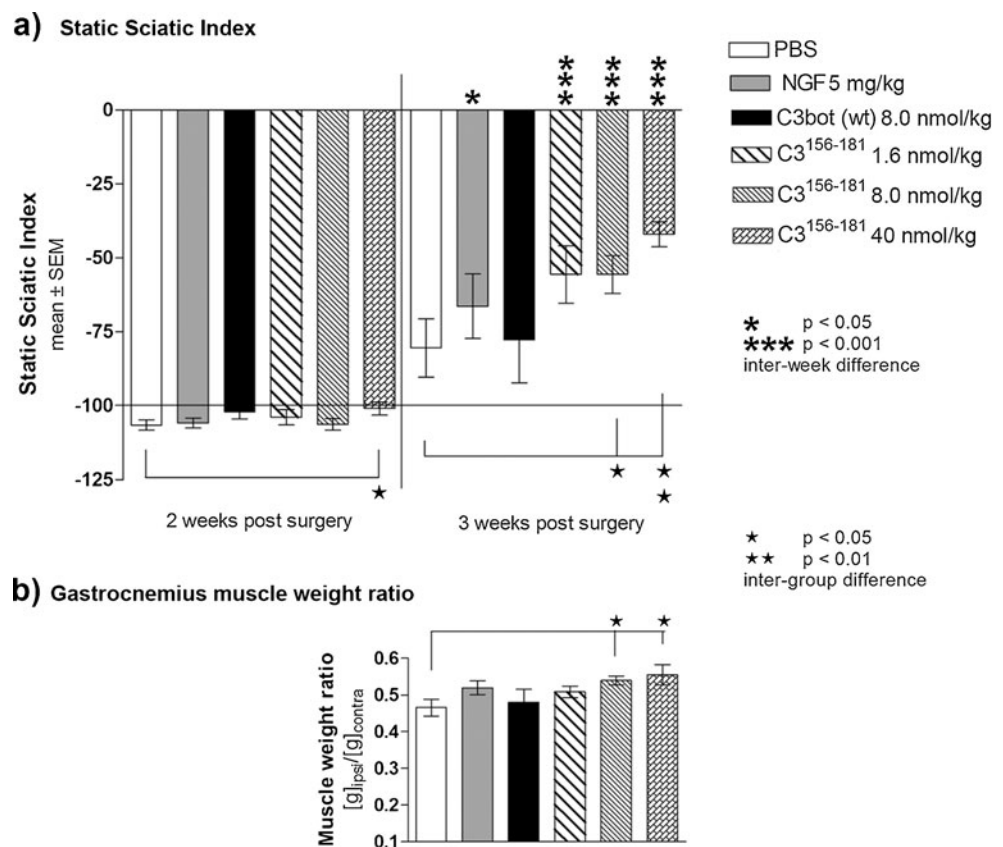 a) Static Sciatic Index
PBS
NGF5 mg/kg
C3bot (wt) 8.0 nmol/kg
C3¹⁵⁶⁻¹⁸¹ 1.6 nmol/kg
C3¹⁵⁶⁻¹⁸¹ 8.0 nmol/kg
C3¹⁵⁶⁻¹⁸¹ 40 nmol/kg
Static Sciatic Index
mean ± SEM
0
-25
-50
-75
-100
-125
* *** *** ***
* p < 0.05
*** p < 0.001
inter-week difference
★ ★ ★★
2 weeks post surgery
3 weeks post surgery
★ p < 0.05
★★ p < 0.01
inter-group difference
b) Gastrocnemius muscle weight ratio
★ ★
Muscle weight ratio
[g]ipsi/[g]contra
0.6
0.5
0.4
0.3
0.2
0.1